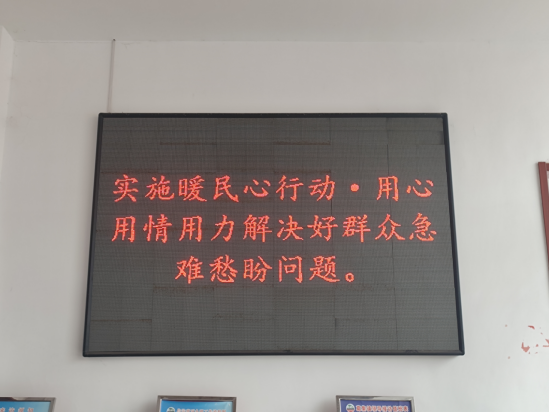 实施暖民心行动·用心
用情用力解决好群众急
难愁盼问题。